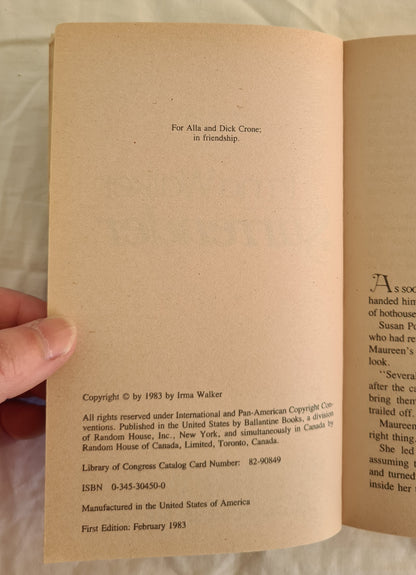 For Alla and Dick Crone;
in friendship.
Copyright © by 1983 by Irma Walker
All rights reserved under International and Pan-American Copyright Con-
ventions. Published in the United States by Ballantine Books, a division
of Random House, Inc., New York, and simultaneously in Canada by
Random House of Canada, Limited, Toronto, Canada.
Library of Congress Catalog Card Number: 82-90849
ISBN 0-345-30450-0
Manufactured in the United States of America
First Edition: February 1983
As soo
handed him
of hothouse
Susan Po
who had re
Maureen's
look.
"Several
after the c
bring them
trailed off.
Maureen
right thing.
She led
assuming t
and turned
inside her